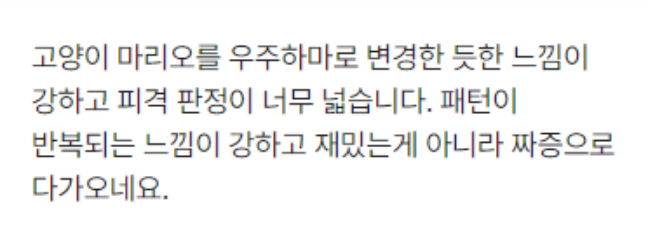 고양이 마리오를 우주하마로 변경한 듯한 느낌이
강하고 피격 판정이 너무 넓습니다. 패턴이
반복되는 느낌이 강하고 재밌는게 아니라 짜증으로
다가오네요.